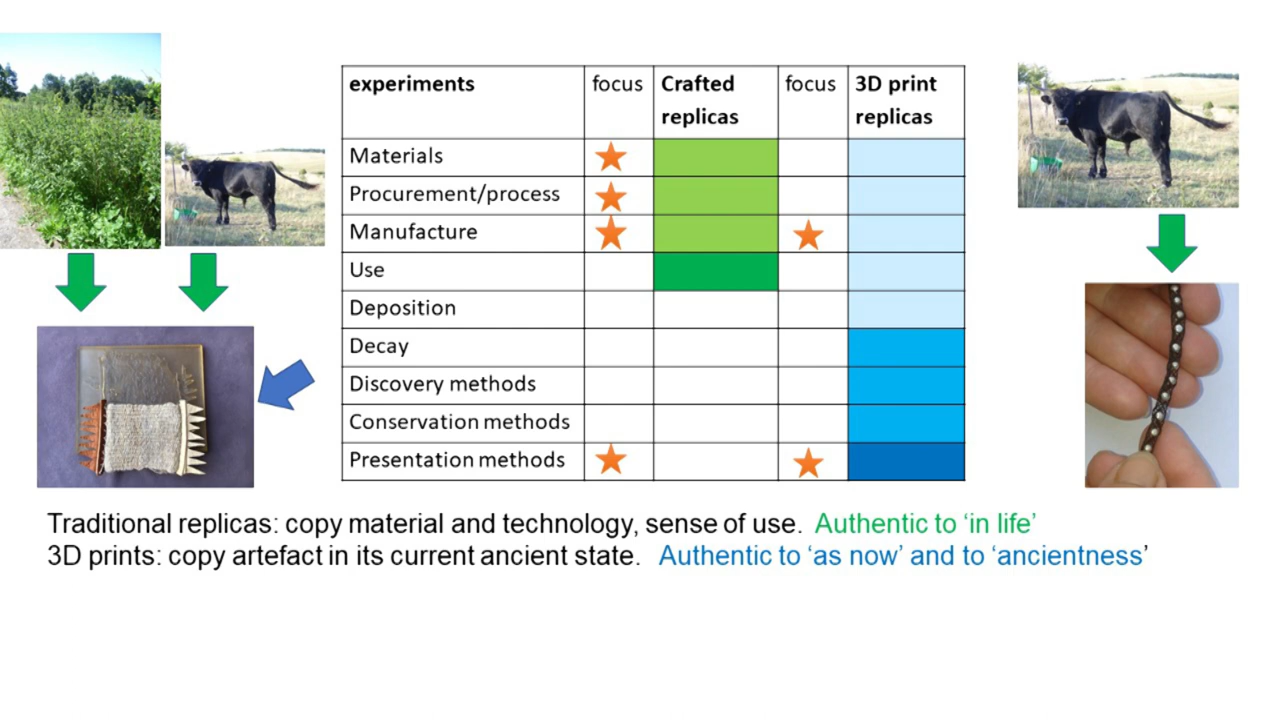 experiments focus Crafted replicas focus 3D print replicas
Materials
Procurement/process
Manufacture
Use
Deposition
Decay
Discovery methods
Conservation methods
Presentation methods
Traditional replicas: copy material and technology, sense of use. Authentic to ‘in life’
3D prints: copy artefact in its current ancient state. Authentic to ‘as now’ and to ‘ancientness’